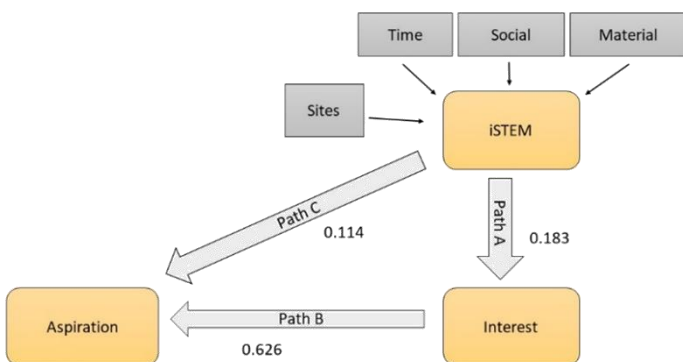 Time
Social
Material
Sites
iSTEM
Path C
0.114
Path A
0.183
Aspiration
Path B
Interest
0.626